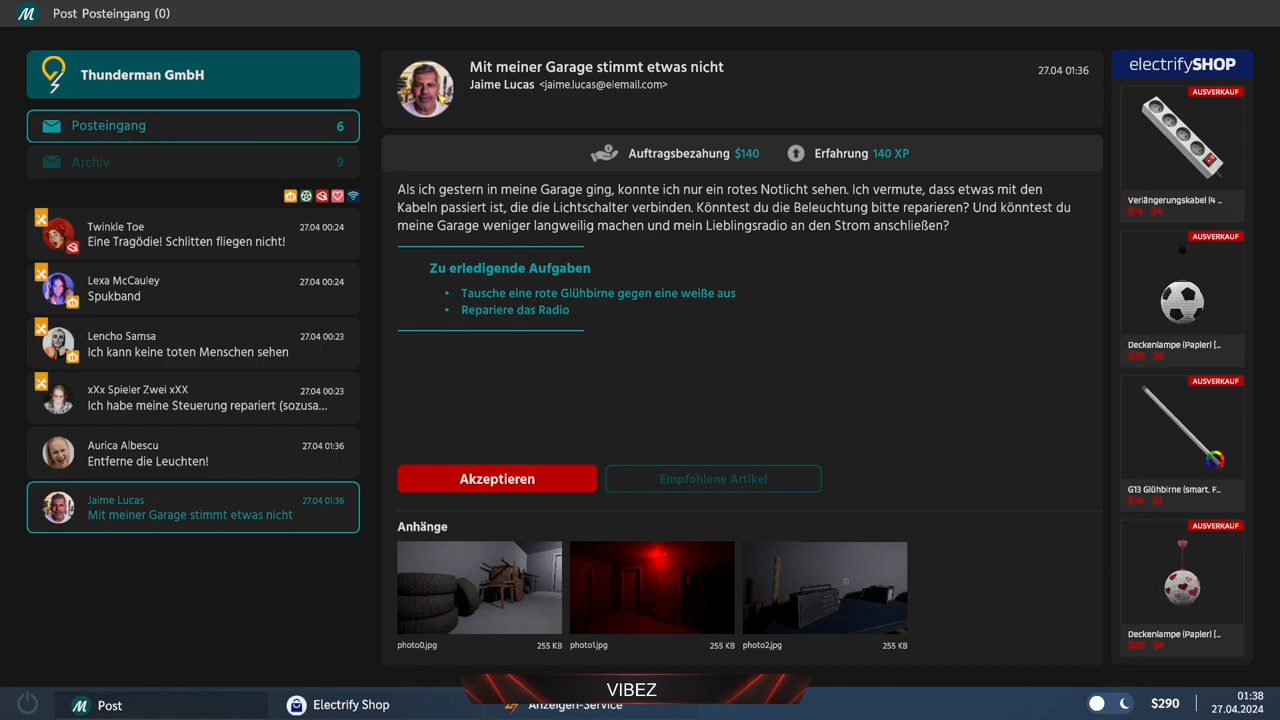 Post Posteingang (0)
Thunderman GmbH
Posteingang 6
Archiv 9
Twinkle Toe 27.04 00:24
Eine Tragödie! Schlitten fliegen nicht!
Lexa McCauley 27.04 00:24
Spukband
Lencho Samsa 27.04 00:23
Ich kann keine toten Menschen sehen
xXx Spieler Zwei xXX 27.04 00:23
Ich habe meine Steuerung repariert (sozusa...
Aurica Albescu 27.04 01:36
Entferne die Leuchten!
Jaime Lucas 27.04 01:36
Mit meiner Garage stimmt etwas nicht
Mit meiner Garage stimmt etwas nicht
27.04 01:36
Jaime Lucas <jaime.lucas@elemail.com>
Auftragsbezahung $140 Erfahrung 140 XP
Als ich gestern in meine Garage ging, konnte ich nur ein rotes Notlicht sehen. Ich vermute, dass etwas mit den
Kabeln passiert ist, die die Lichtschalter verbinden. Könntest du die Beleuchtung bitte reparieren? Und könntest du
meine Garage weniger langweilig machen und mein Lieblingsradio an den Strom anschließen?
Zu erledigende Aufgaben
• Tausche eine rote Glühbirne gegen eine weiße aus
• Repariere das Radio
Akzeptieren
Empfohlene Artikel
Anhänge
photo0.jpg 255 KB
photo1.jpg 255 KB
photo2.jpg 255 KB
electrifySHOP
AUSVERKAUF
Verlängerungskabel (4 ...
AUSVERKAUF
Deckenlampe (Papier) [...
AUSVERKAUF
G13 Glühbirne (smart, F...
AUSVERKAUF
Deckenlampe (Papier) [...
VIBEZ
Post
Electrify Shop
Anzeigen-Service
$290
01:38
27.04.2024